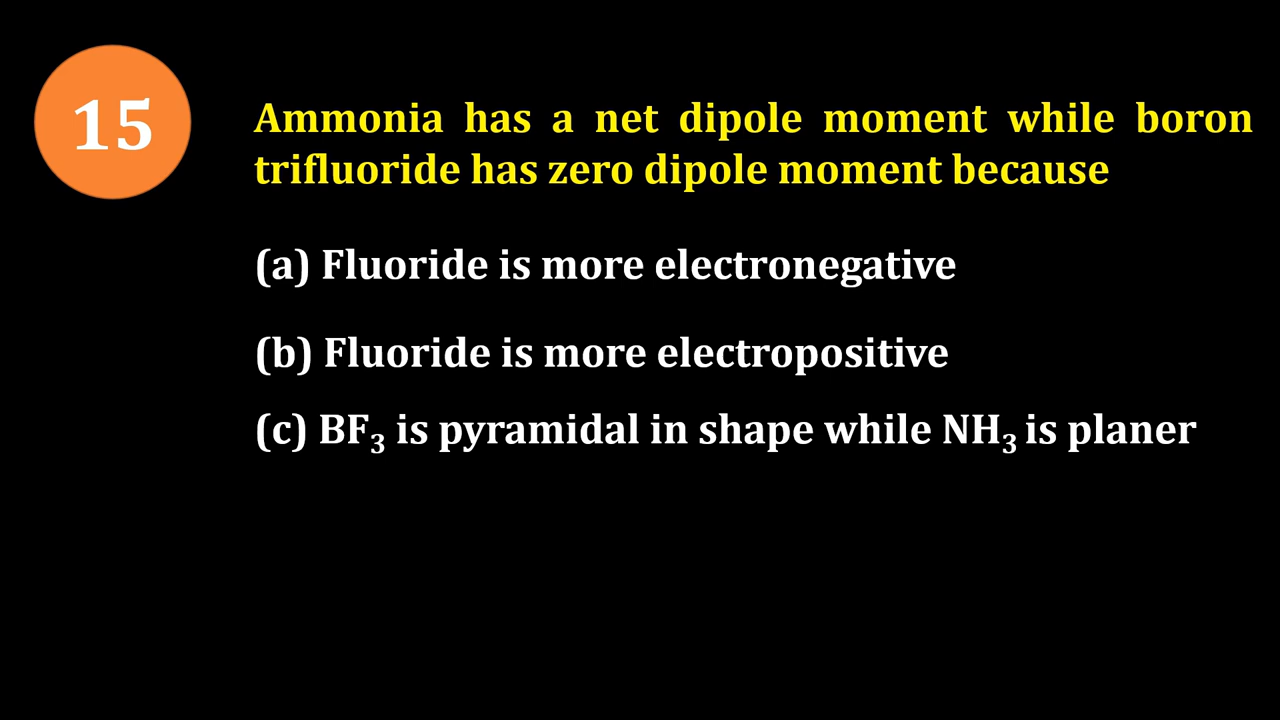 15
Ammonia has a net dipole moment while boron
trifluoride has zero dipole moment because
(a) Fluoride is more electronegative
(b) Fluoride is more electropositive
(c) BF₃ is pyramidal in shape while NH₃ is planer